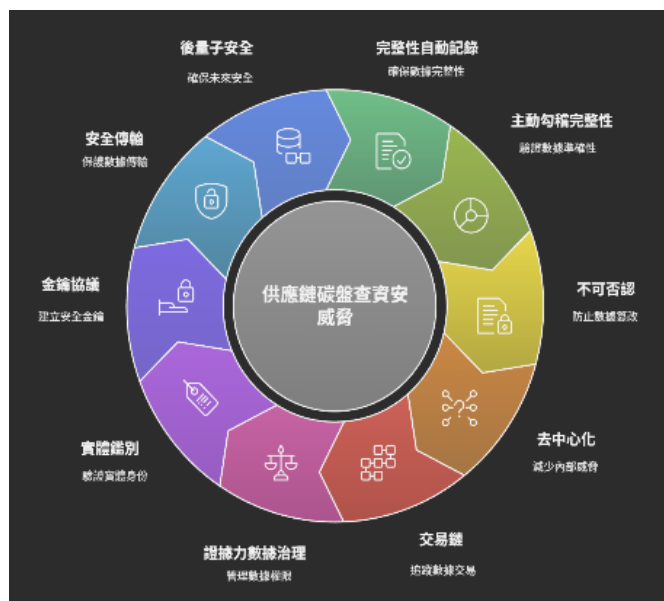 後量子安全
確保未來安全
完整性自動記錄
確保數據完整性
主動勾稽完整性
驗證數據準確性
不可否認
防止數據竄改
去中心化
減少內部威脅
交易鏈
追蹤數據交易
證據力數據治理
管理數據權限
實體鑑別
驗證實體身份
金鑰協議
建立安全金鑰
安全傳輸
保護數據傳輸
供應鏈碳盤查資安
威脅